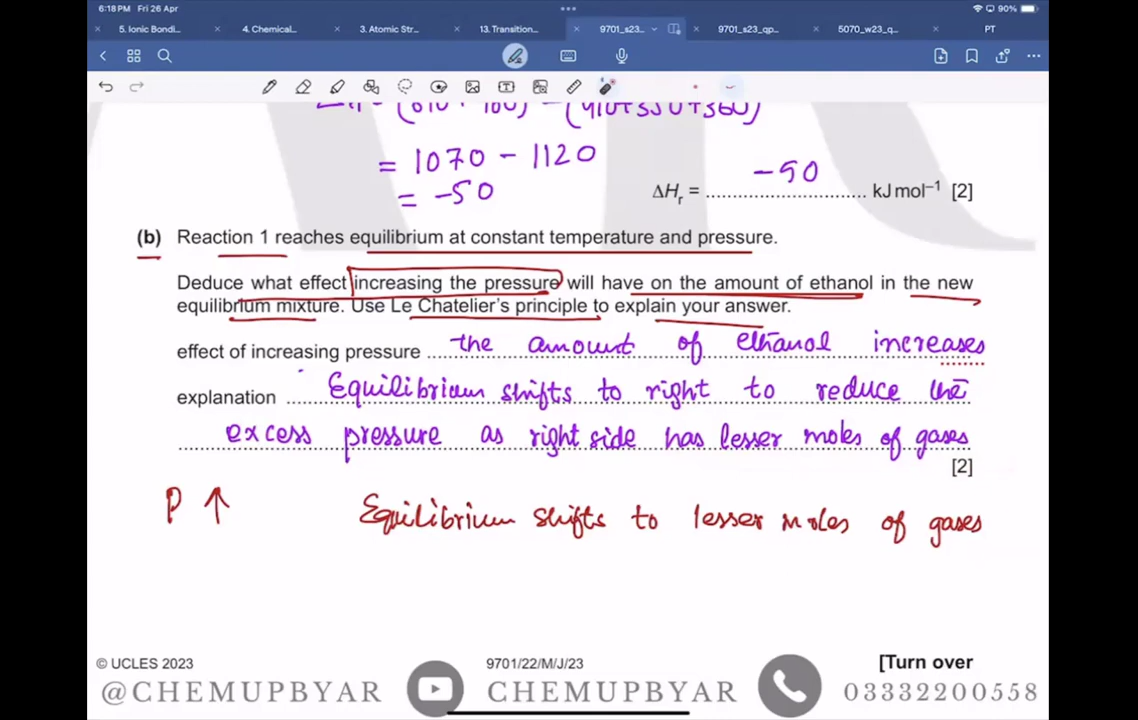 6:18 PM Fri 26 Apr
90%
5. Ionic Bondi...
4. Chemical...
3. Atomic Str...
13. Transition...
9701_s23...
9701_s23_qp...
5070_w23_q...
PT
= 1070 - 1120
= -50
ΔHr = -50 kJ mol⁻¹ [2]
(b) Reaction 1 reaches equilibrium at constant temperature and pressure.
Deduce what effect increasing the pressure will have on the amount of ethanol in the new
equilibrium mixture. Use Le Chatelier's principle to explain your answer.
effect of increasing pressure the amount of ethanol increases
explanation Equilibrium shifts to right to reduce the
excess pressure as right side has lesser moles of gases
[2]
P ↑ Equilibrium shifts to lesser moles of gases
© UCLES 2023
9701/22/M/J/23
[Turn over
@CHEMUPBYAR
CHEMUPBYAR
03332200558